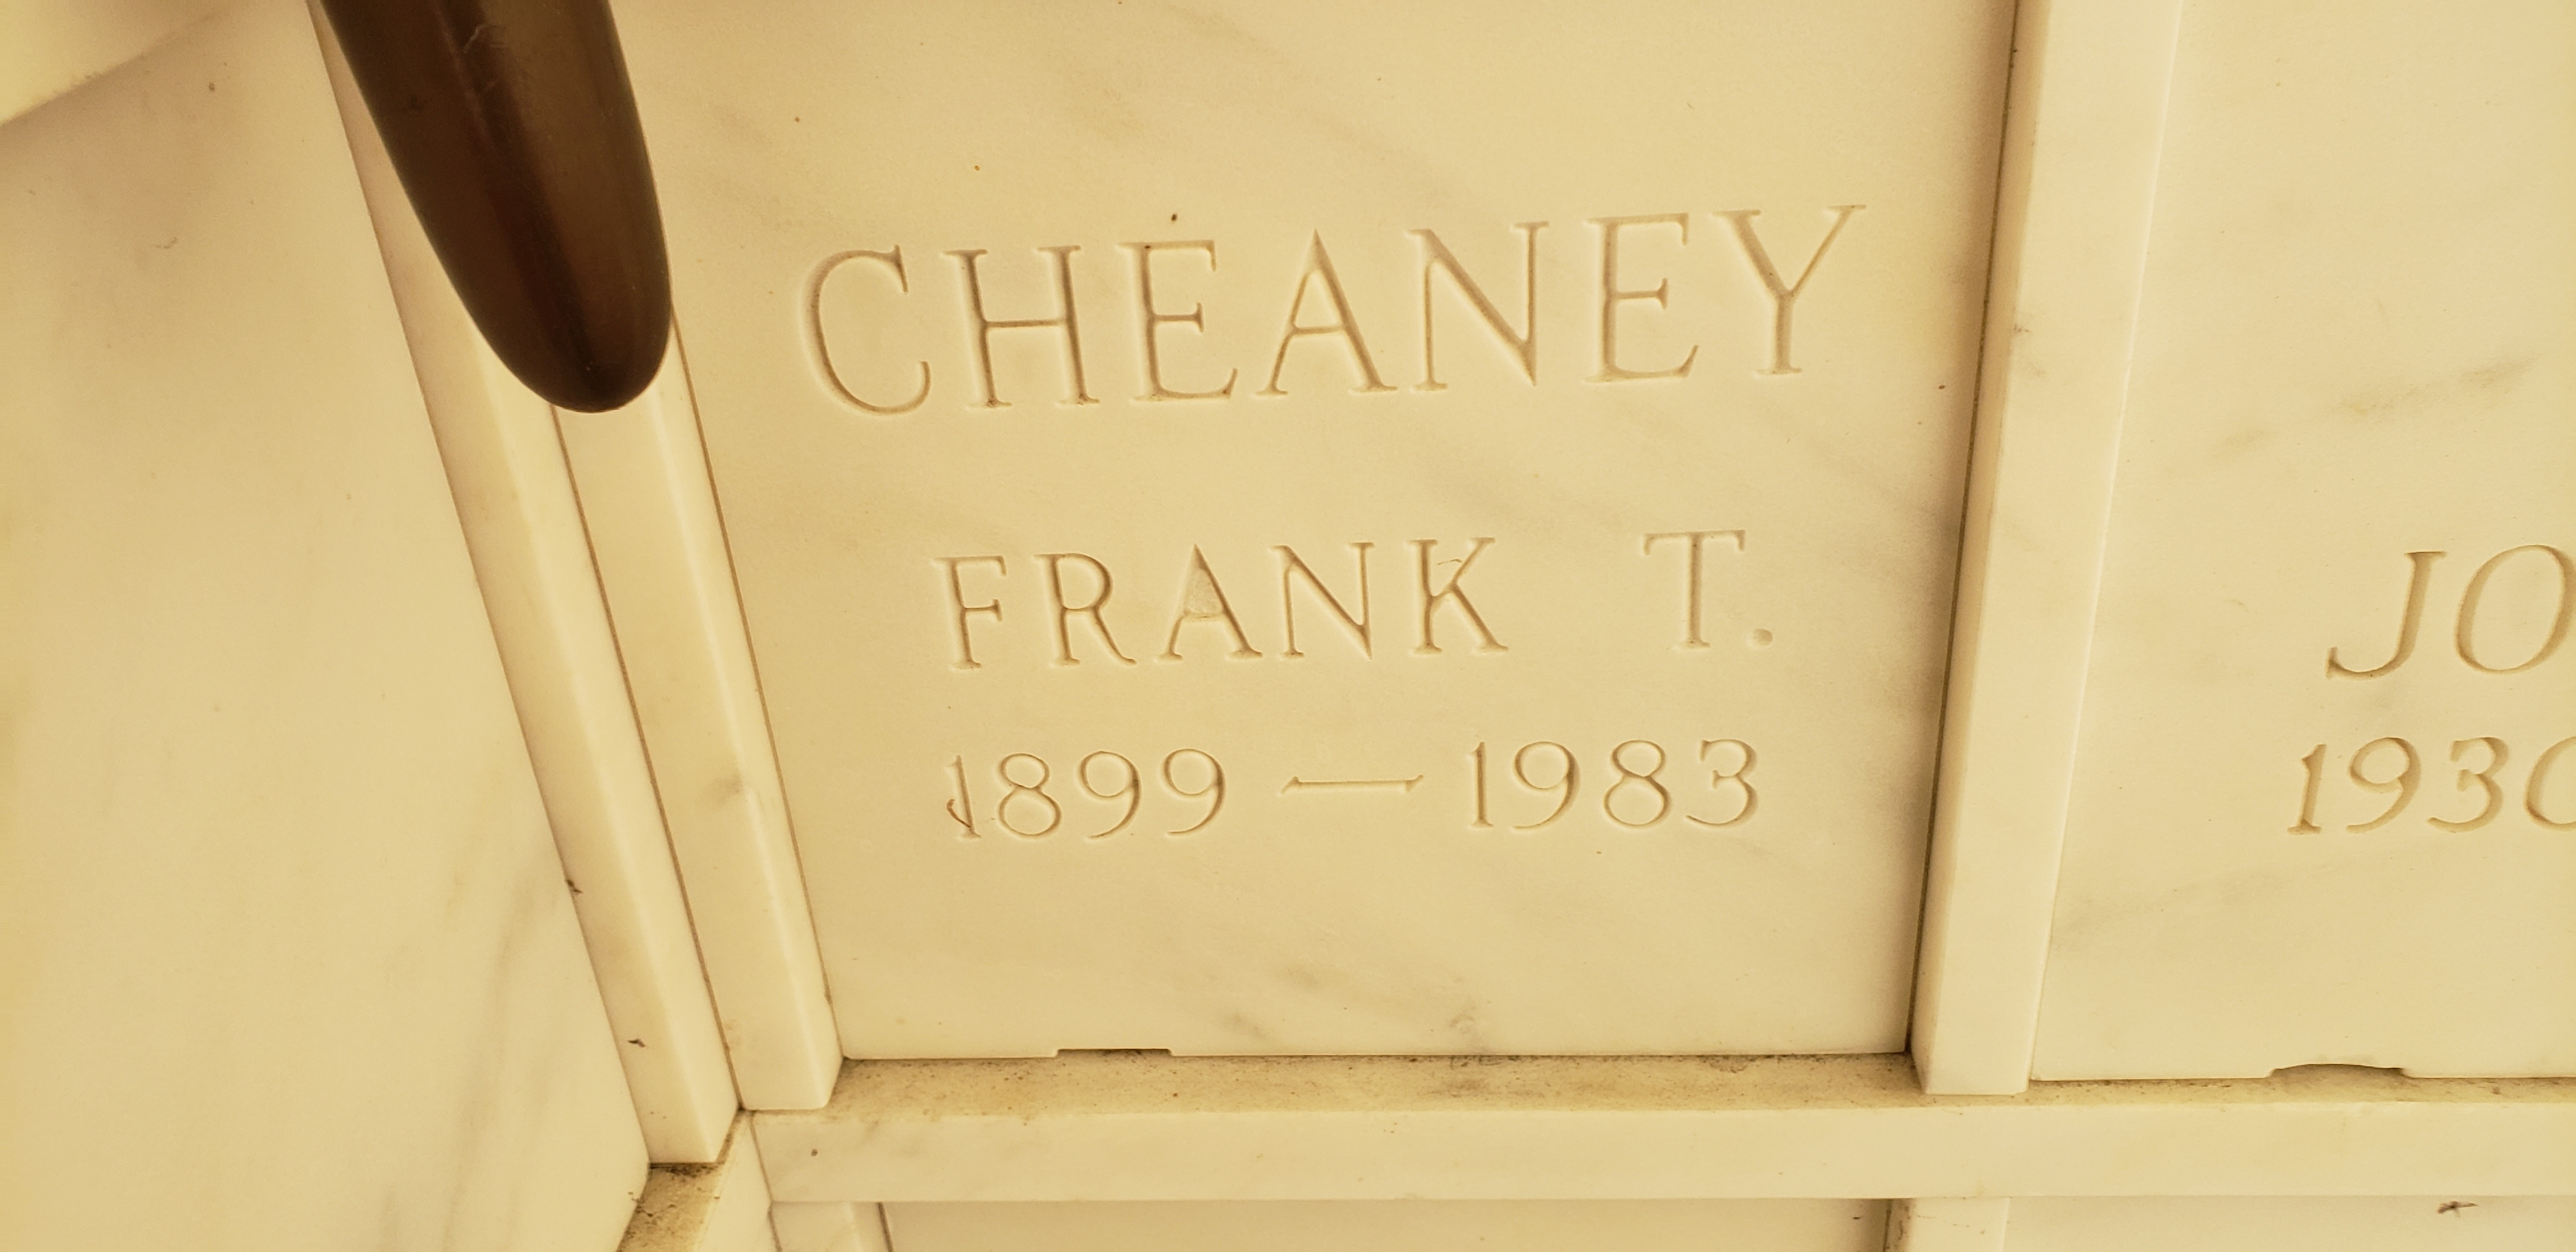 CHEANEY
FRANK T.
1899 — 1983